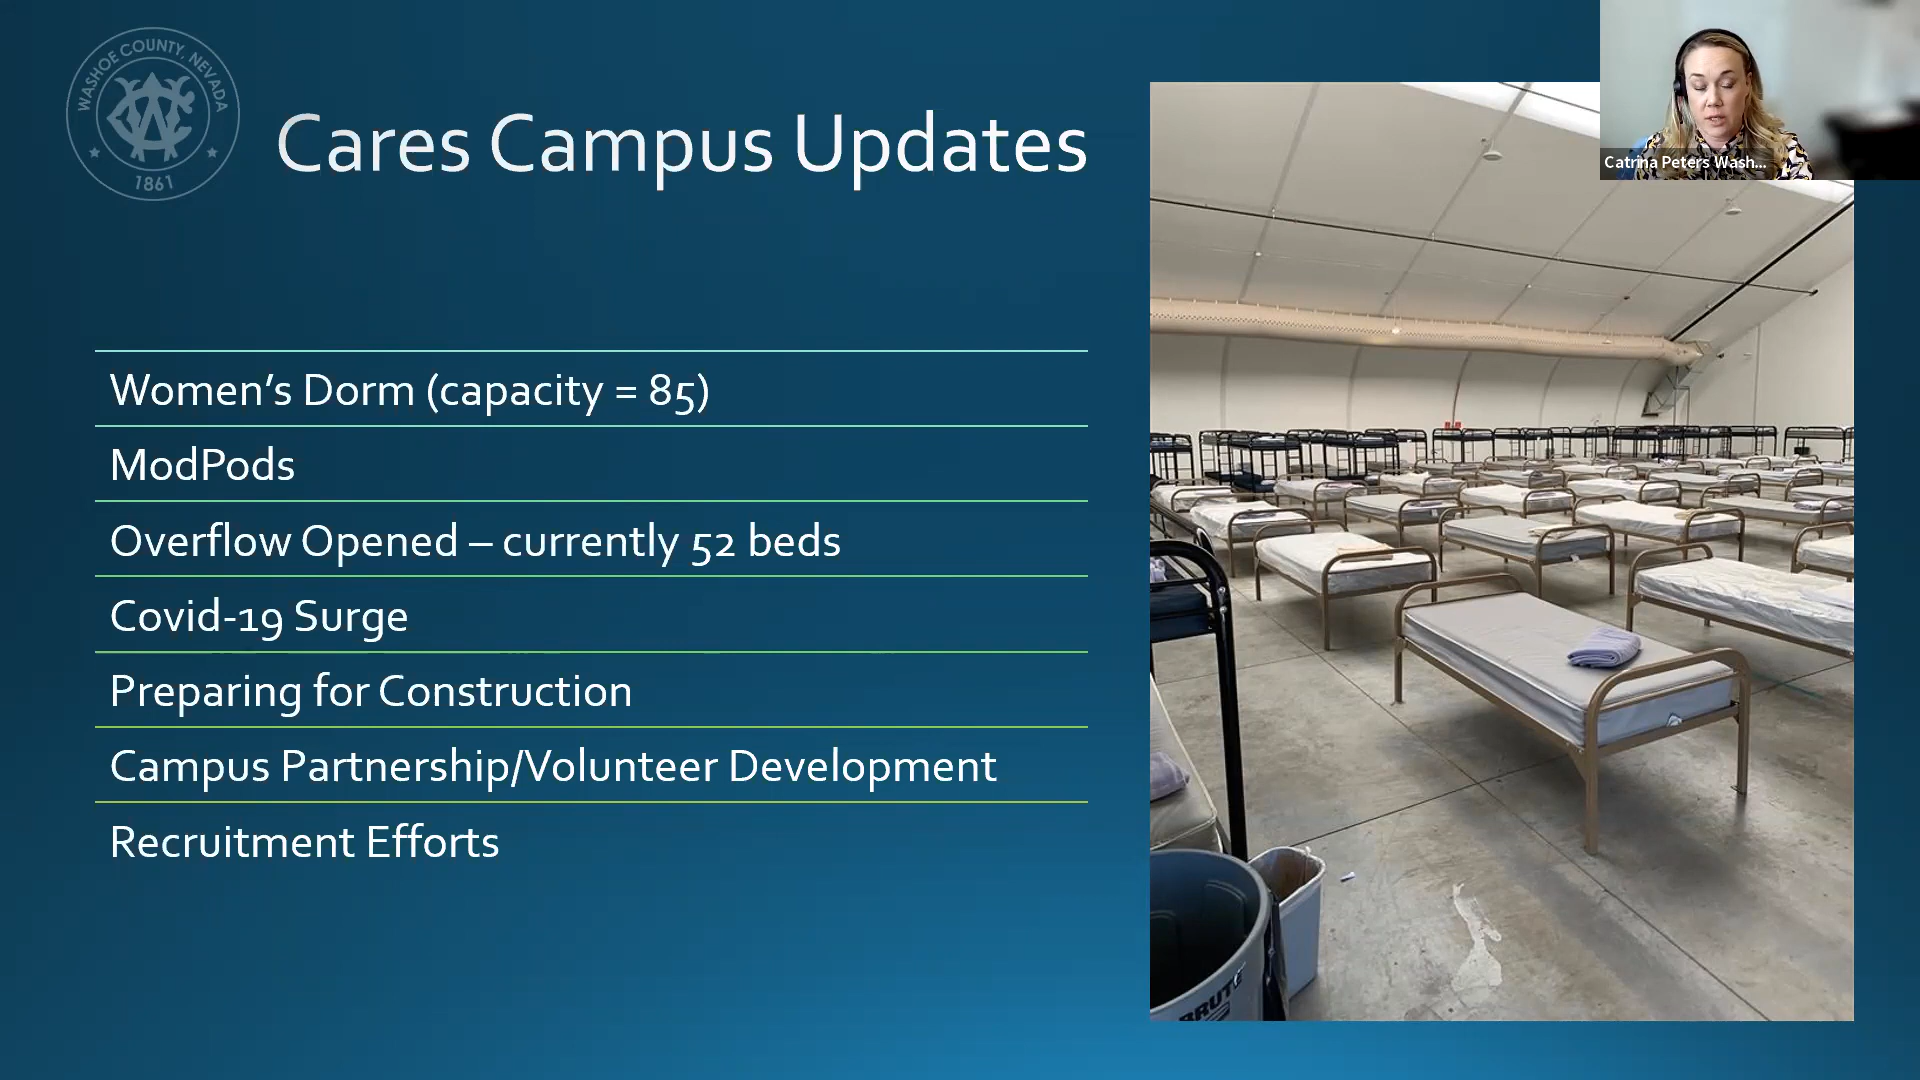 WASHOE COUNTY, NEVADA
1861
Cares Campus Updates
Catrina Peters Wash...
Women's Dorm (capacity = 85)
ModPods
Overflow Opened – currently 52 beds
Covid-19 Surge
Preparing for Construction
Campus Partnership/Volunteer Development
Recruitment Efforts
BRUTE